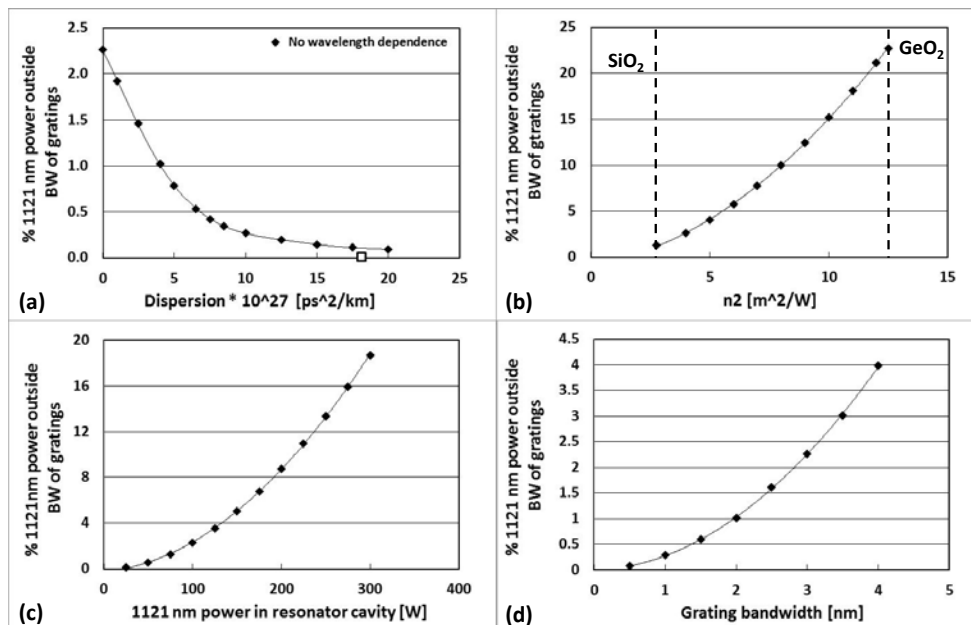 2.5
2.0
1.5
1.0
0.5
0.0
0 5 10 15 20 25
% 1121 nm power outside
BW of gratings
◆ No wavelength dependence
Dispersion * 10^27 [ps^2/km]
(a)
25
20
15
10
5
0
0 5 10 15
% 1121 nm power outside
BW of gtratings
SiO₂
GeO₂
n2 [m^2/W]
(b)
20
16
12
8
4
0
0 100 200 300 400
% 1121nm power outside
BW of gratings
1121 nm power in resonator cavity [W]
(c)
4.5
4
3.5
3
2.5
2
1.5
1
0.5
0
0 1 2 3 4 5
% 1121 nm power outside
BW of gratings
Grating bandwidth [nm]
(d)